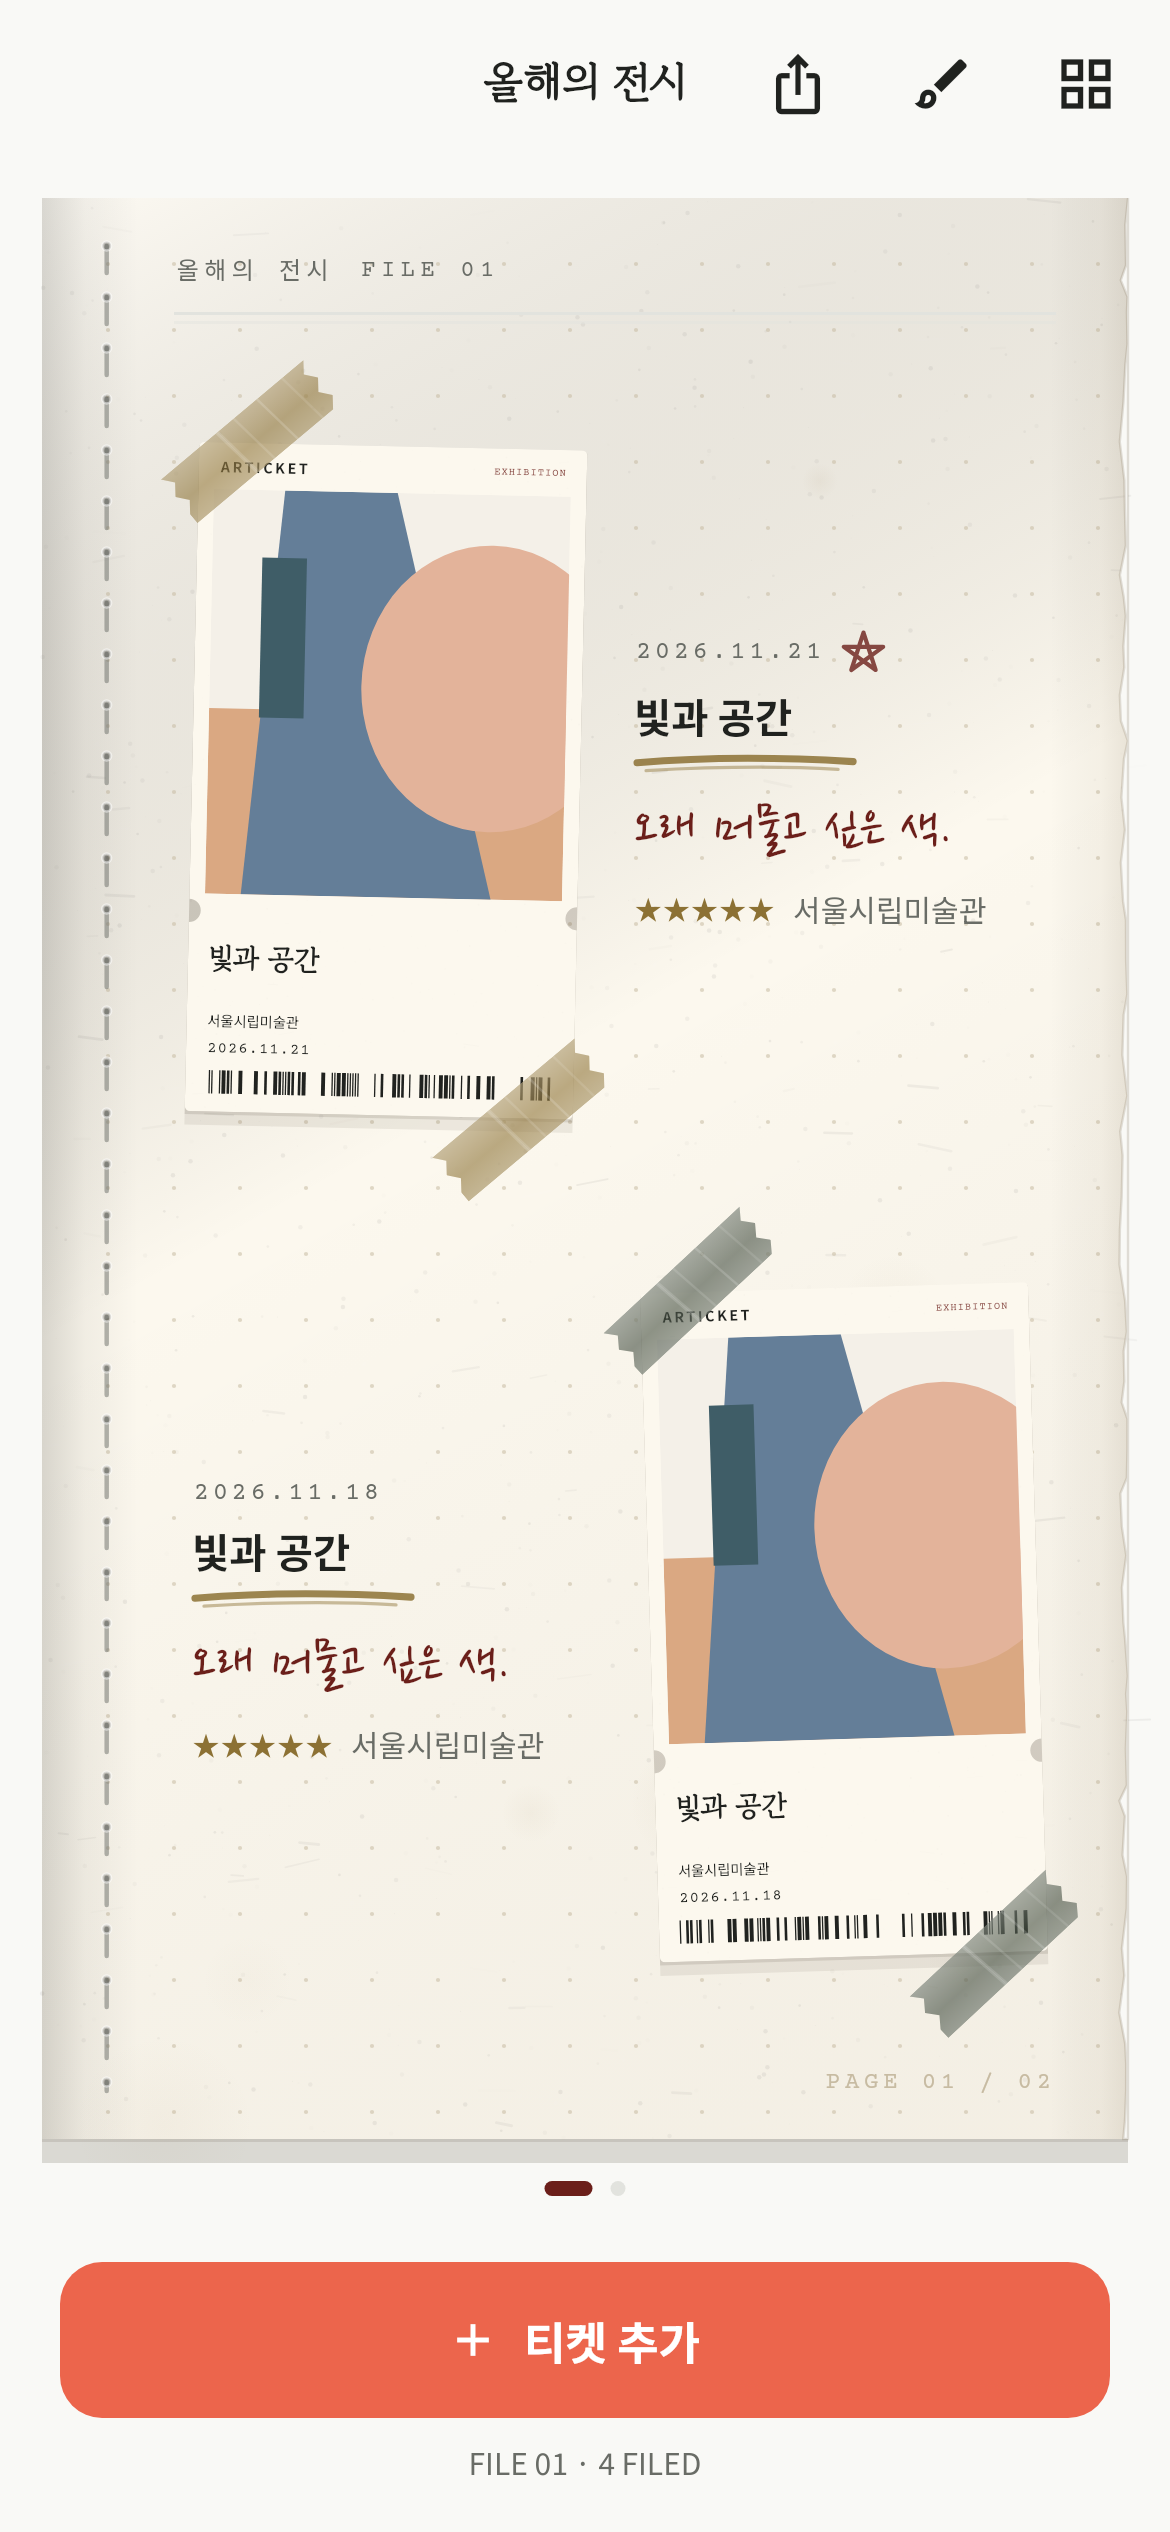 올해의 전시
올해의 전시 FILE 01
ARTICKET EXHIBITION
2026.11.21
빛과 공간
오래 머물고 싶은 색.
★★★★★ 서울시립미술관
빛과 공간
서울시립미술관
2026.11.21
ARTICKET EXHIBITION
2026.11.18
빛과 공간
오래 머물고 싶은 색.
★★★★★ 서울시립미술관
빛과 공간
서울시립미술관
2026.11.18
PAGE 01 / 02
+ 티켓 추가
FILE 01 · 4 FILED